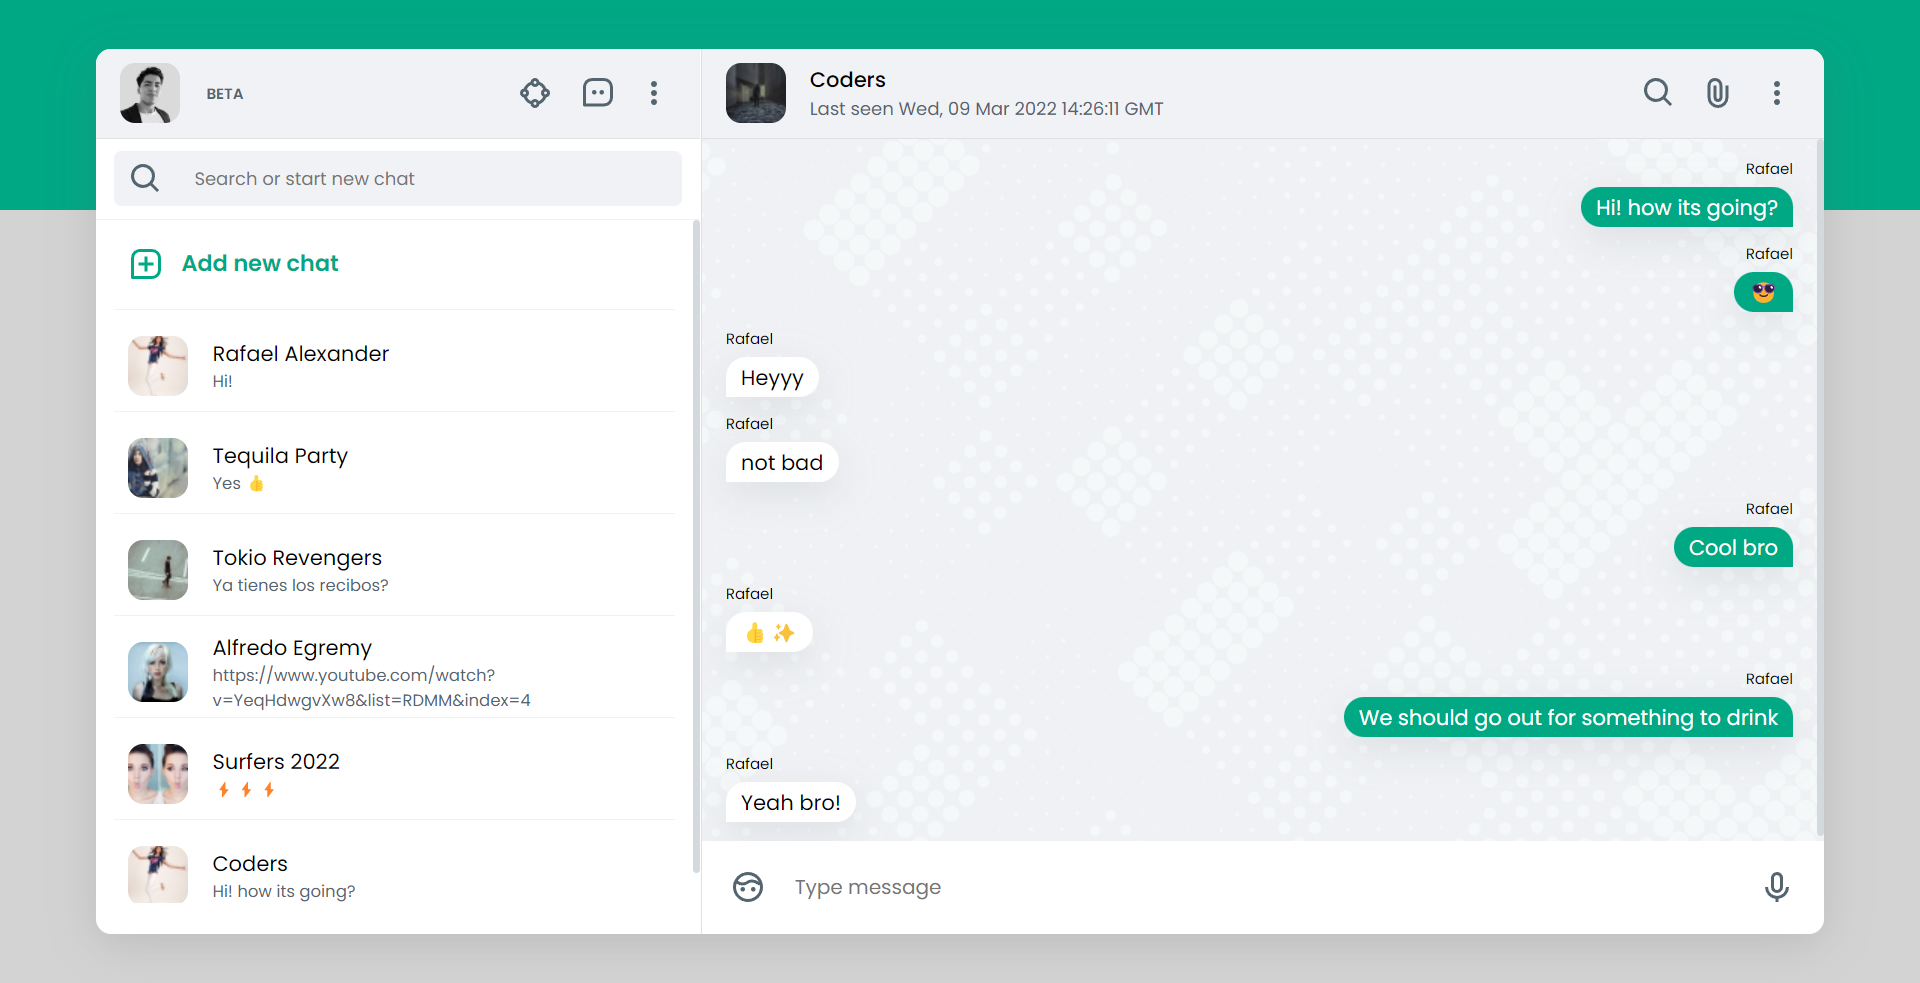 BETA
Search or start new chat
Add new chat
Rafael Alexander
Hi!
Tequila Party
Yes 👍
Tokio Revengers
Ya tienes los recibos?
Alfredo Egremy
https://www.youtube.com/watch?
v=YeqHdwgvXw8&list=RDMM&index=4
Surfers 2022
⚡ ⚡ ⚡
Coders
Hi! how its going?
Coders
Last seen Wed, 09 Mar 2022 14:26:11 GMT
Rafael
Hi! how its going?
Rafael
😎
Rafael
Heyyy
Rafael
not bad
Rafael
Cool bro
Rafael
👍 ✨
Rafael
We should go out for something to drink
Rafael
Yeah bro!
Type message